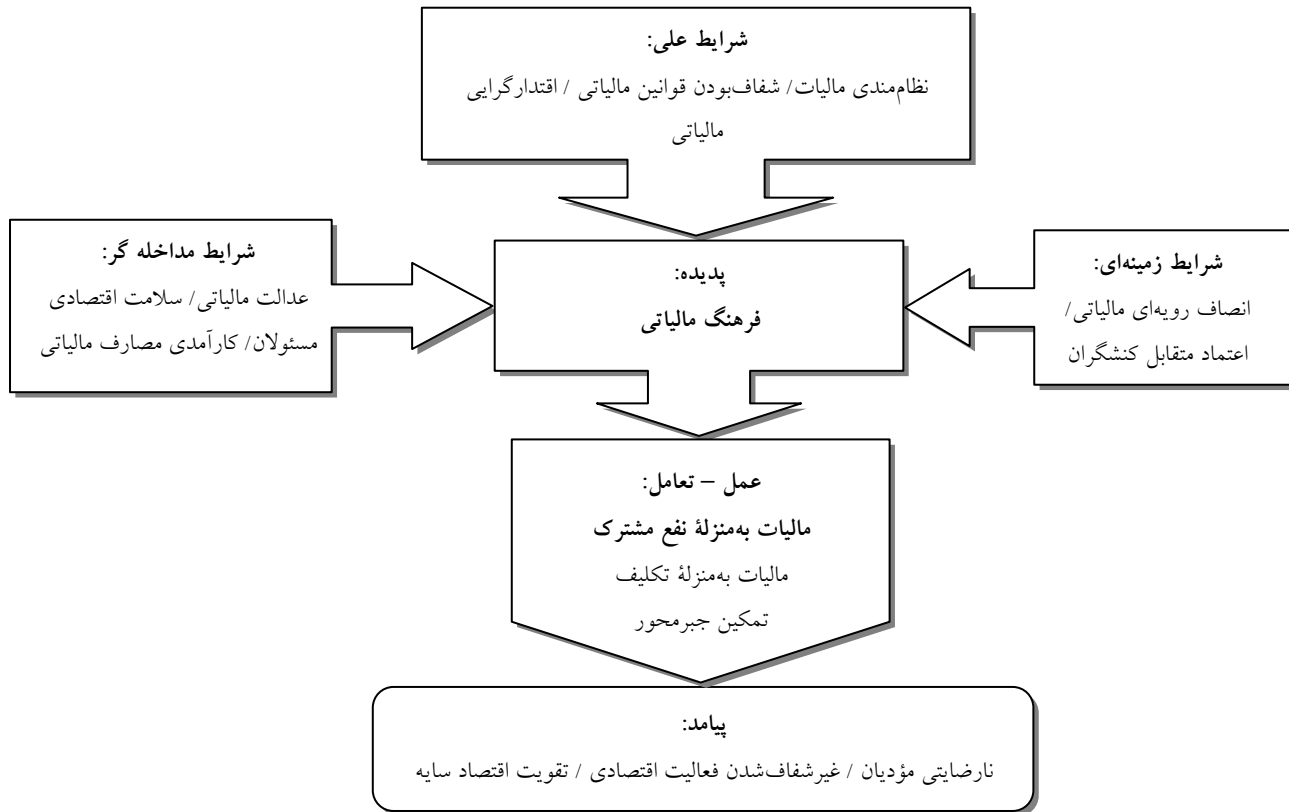 شرایط علی:
نظام‌مندی مالیات/ شفاف‌بودن قوانین مالیاتی / اقتدارگرایی
مالیاتی
شرایط زمینه‌ای:
انصاف رویه‌ای مالیاتی/
اعتماد متقابل کنشگران
پدیده:
فرهنگ مالیاتی
شرایط مداخله گر:
عدالت مالیاتی/ سلامت اقتصادی
مسئولان/ کارآمدی مصارف مالیاتی
عمل – تعامل:
مالیات به‌منزلۀ نفع مشترک
مالیات به‌منزلۀ تکلیف
تمکین جبرمحور
پیامد:
نارضایتی مؤدیان / غیرشفاف‌شدن فعالیت اقتصادی / تقویت اقتصاد سایه